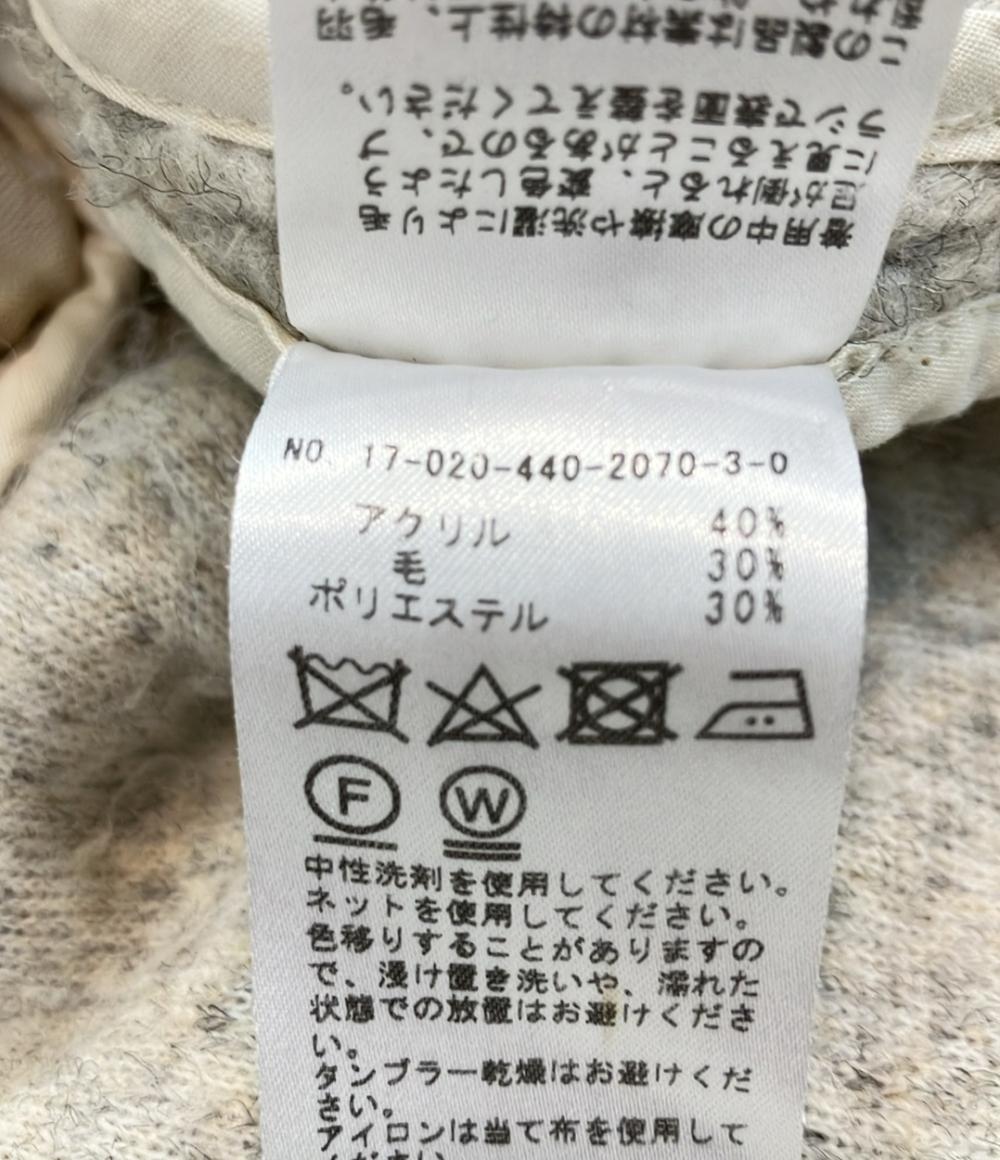 着用中の摩擦や洗濯により毛
足が倒れると、変色したよう
に見えることがあるので、ブ
ラシで表面を整えてください。
この製品は素材の特性上、毛羽
NO. 17-020-440-2070-3-0
アクリル 40%
毛 30%
ポリエステル 30%
F W
中性洗剤を使用してください。
ネットを使用してください。
色移りすることがありますの
で、浸け置き洗いや、濡れた
状態での放置はお避けくださ
い。
タンブラー乾燥はお避けくだ
さい。
アイロンは当て布を使用して
ください。